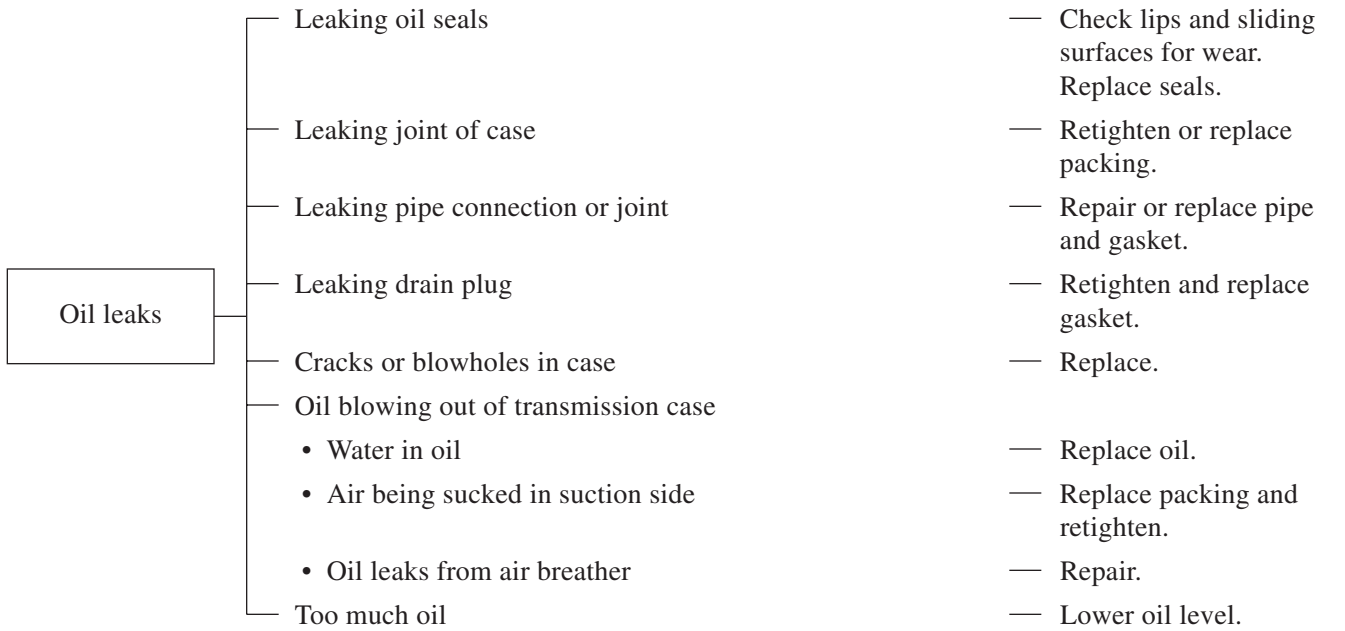 Leaking oil seals — Check lips and sliding
surfaces for wear.
Replace seals.
Leaking joint of case — Retighten or replace
packing.
Leaking pipe connection or joint — Repair or replace pipe
and gasket.
Oil leaks
Leaking drain plug — Retighten and replace
gasket.
Cracks or blowholes in case — Replace.
Oil blowing out of transmission case
• Water in oil — Replace oil.
• Air being sucked in suction side — Replace packing and
retighten.
• Oil leaks from air breather — Repair.
Too much oil — Lower oil level.